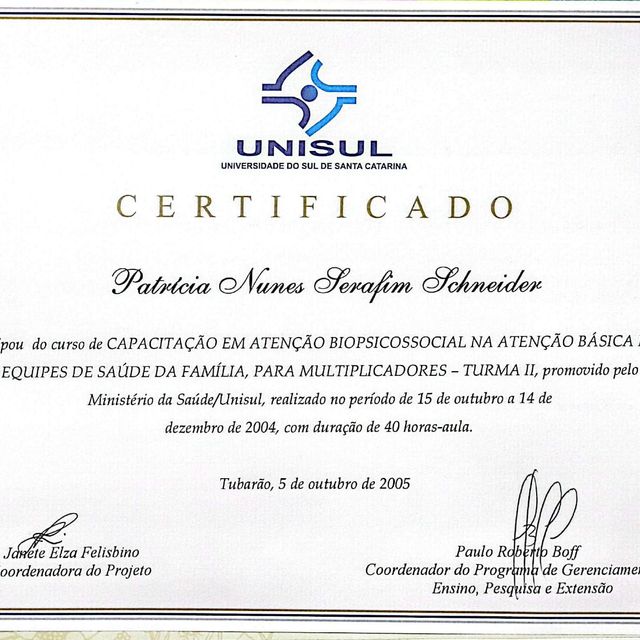 UNISUL
UNIVERSIDADE DO SUL DE SANTA CATARINA
CERTIFICADO
Patrícia Nunes Serafim Schneider
ipou do curso de CAPACITAÇÃO EM ATENÇÃO BIOPSICOSSOCIAL NA ATENÇÃO BÁSICA
EQUIPES DE SAÚDE DA FAMÍLIA, PARA MULTIPLICADORES – TURMA II, promovido pelo
Ministério da Saúde/Unisul, realizado no período de 15 de outubro a 14 de
dezembro de 2004, com duração de 40 horas-aula.
Tubarão, 5 de outubro de 2005
Janete Elza Felisbino
oordenadora do Projeto
Paulo Roberto Boff
Coordenador do Programa de Gerenciame
Ensino, Pesquisa e Extensão